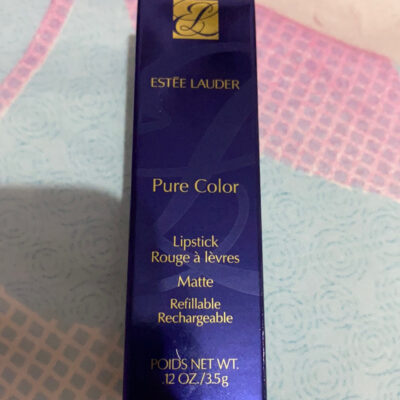 ESTĒE LAUDER
Pure Color
Lipstick
Rouge à lèvres
Matte
Refillable
Rechargeable
POIDS NET WT.
.12 OZ./3.5g